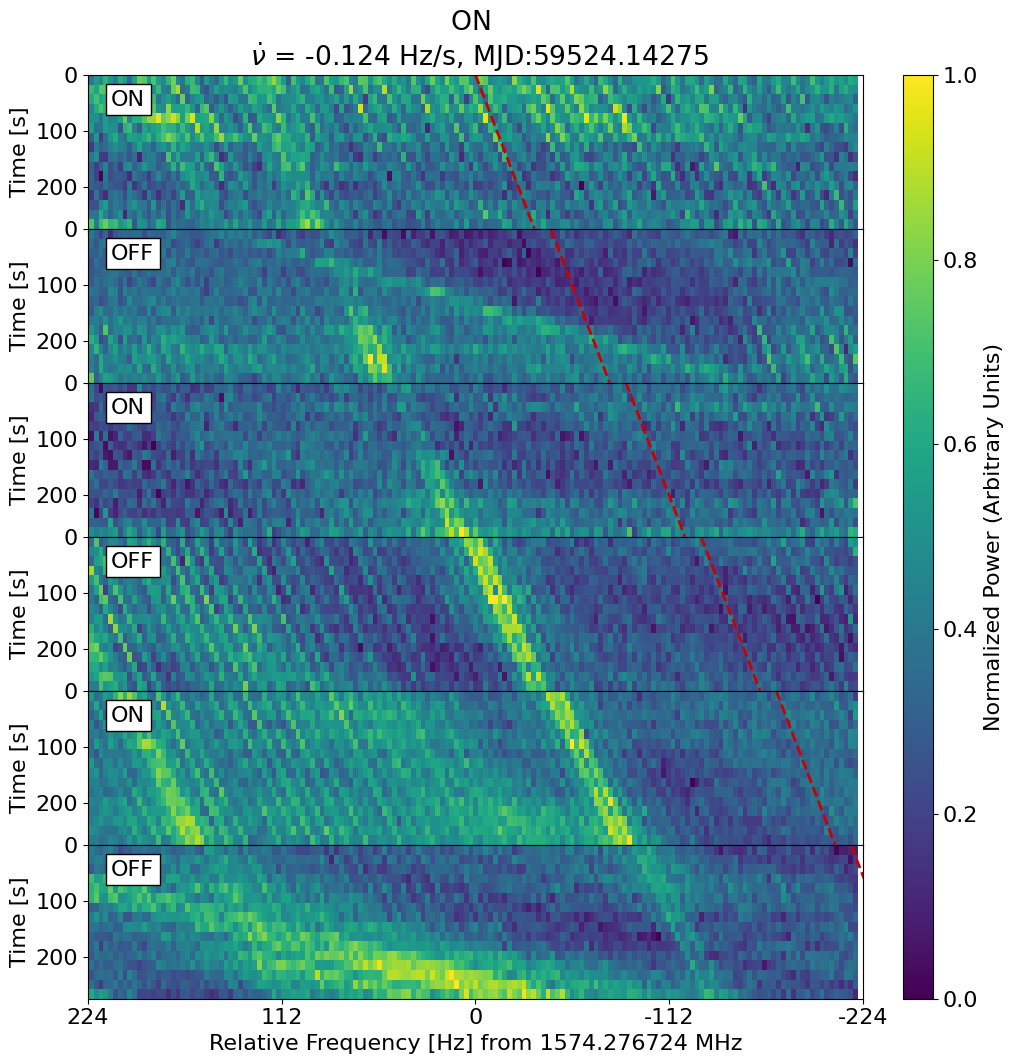 ON
ν̇ = -0.124 Hz/s, MJD:59524.14275
0
ON
100
200
Time [s]
0
OFF
100
200
Time [s]
0
ON
100
200
Time [s]
0
OFF
100
200
Time [s]
0
ON
100
200
Time [s]
0
OFF
100
200
Time [s]
224 112 0 -112 -224
Relative Frequency [Hz] from 1574.276724 MHz
1.0
0.8
0.6
0.4
0.2
0.0
Normalized Power (Arbitrary Units)